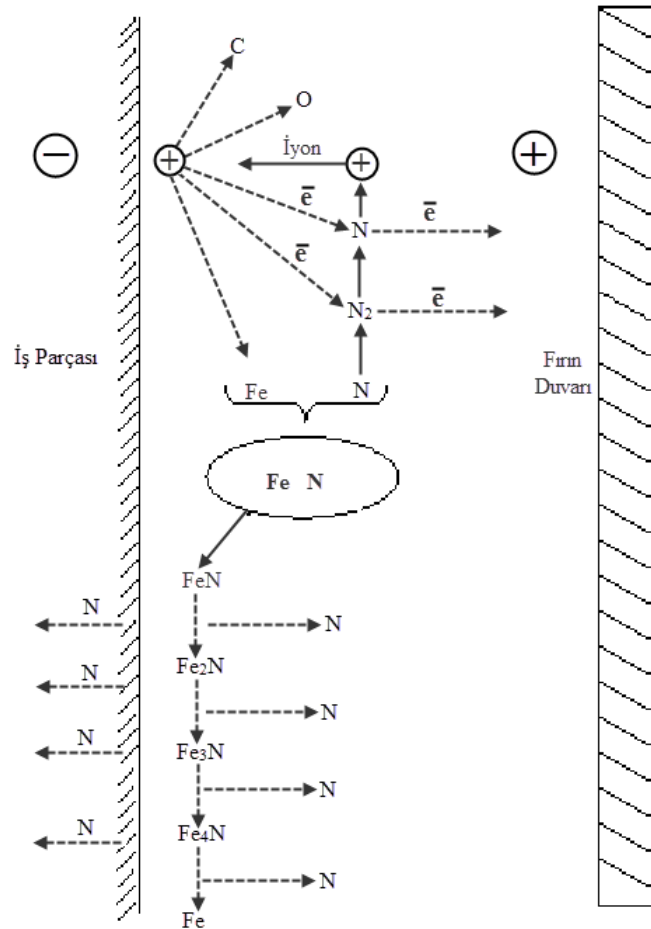 C
O
− + İyon + +
e̅
N e̅
e̅
N₂ e̅
İş Parçası
Fırın
Duvarı
Fe N
Fe N
FeN
N
N
Fe₂N
N
N
Fe₃N
N
N
Fe₄N
N
N
Fe